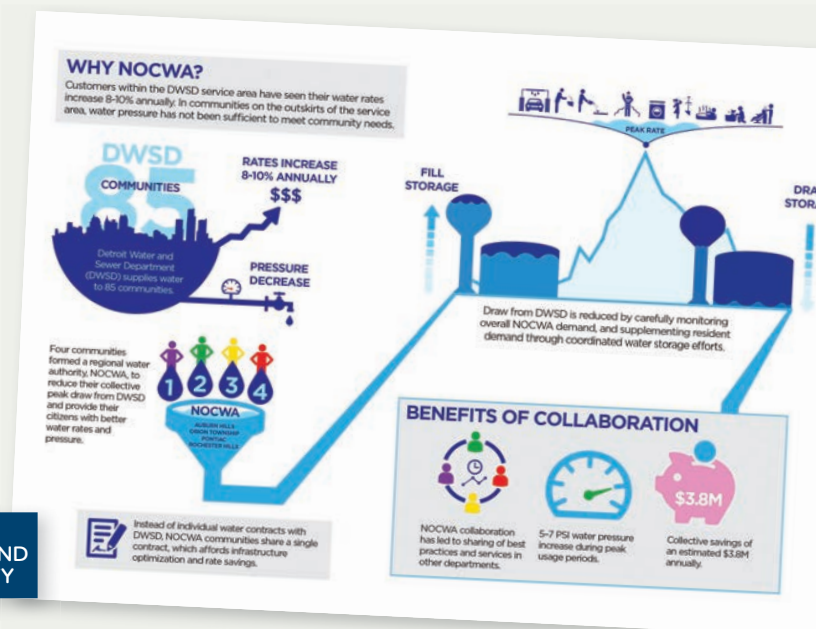 WHY NOCWA?
Customers within the DWSD service area have seen their water rates
increase 8-10% annually. In communities on the outskirts of the service
area, water pressure has not been sufficient to meet community needs.
DWSD
85
COMMUNITIES
Detroit Water and
Sewer Department
(DWSD) supplies water
to 85 communities.
RATES INCREASE
8-10% ANNUALLY
$$$
PRESSURE
DECREASE
Four communities
formed a regional water
authority, NOCWA, to
reduce their collective
peak draw from DWSD
and provide their
citizens with better
water rates and
pressure.
1 2 3 4
NOCWA
AUBURN HILLS
ORION TOWNSHIP
PONTIAC
ROCHESTER HILLS
Instead of individual water contracts with
DWSD, NOCWA communities share a single
contract, which affords infrastructure
optimization and rate savings.
PEAK RATE
FILL
STORAGE
DRA
STORA
Draw from DWSD is reduced by carefully monitoring
overall NOCWA demand, and supplementing resident
demand through coordinated water storage efforts.
BENEFITS OF COLLABORATION
NOCWA collaboration
has led to sharing of best
practices and services in
other departments.
5-7 PSI water pressure
increase during peak
usage periods.
$3.8M
Collective savings of
an estimated $3.8M
annually.
ND
Y